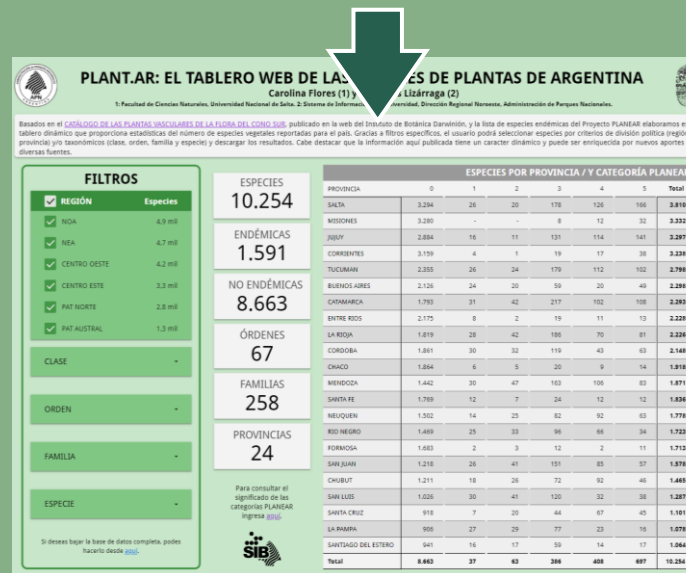 PLANT.AR: EL TABLERO WEB DE LAS ES DE PLANTAS DE ARGENTINA
Carolina Flores (1) y Lizárraga (2)
1: Facultad de Ciencias Naturales, Universidad Nacional de Salta. 2: Sistema de Informac Dirección Regional Noroeste, Administración de Parques Nacionales.
Basados en el CATÁLOGO DE LAS PLANTAS VASCULARES DE LA FLORA DEL CONO SUR, publicado en la web del Instituto de Botánica Darwinión, y la lista de especies endémicas del Proyecto PLANEAR elaboramos
tablero dinámico que proporciona estadísticas del número de especies vegetales reportadas para el país. Gracias a filtros específicos, el usuario podrá seleccionar especies por criterios de división política (regió
provincia) y/o taxonómicos (clase, orden, familia y especie) y descargar los resultados. Cabe destacar que la información aquí publicada tiene un caracter dinámico y puede ser enriquecida por nuevos aportes
diversas fuentes.
FILTROS
REGIÓN Especies
NOA 4,9 mil
NEA 4,7 mil
CENTRO OESTE 4,2 mil
CENTRO ESTE 3,3 mil
PAT NORTE 2,8 mil
PAT AUSTRAL 1,3 mil
CLASE
ORDEN
FAMILIA
ESPECIE
Si deseas bajar la base de datos completa, podes
hacerlo desde aquí.
ESPECIES
10.254
ENDÉMICAS
1.591
NO ENDÉMICAS
8.663
ÓRDENES
67
FAMILIAS
258
PROVINCIAS
24
Para consultar el
significado de las
categorías PLANEAR
ingresa aquí.
SIB
ESPECIES POR PROVINCIA / Y CATEGORÍA PLANEAR
PROVINCIA 0 1 2 3 4 5 Total
SALTA 3.294 26 20 178 126 166 3.810
MISIONES 3.280 - - 8 12 32 3.332
JUJUY 2.884 16 11 131 114 141 3.297
CORRIENTES 3.159 4 1 19 17 38 3.238
TUCUMAN 2.355 26 24 179 112 102 2.798
BUENOS AIRES 2.126 24 20 59 20 49 2.298
CATAMARCA 1.793 31 42 217 102 108 2.293
ENTRE RIOS 2.175 8 2 19 11 13 2.228
LA RIOJA 1.819 28 42 186 70 81 2.226
CORDOBA 1.861 30 32 119 43 63 2.148
CHACO 1.864 6 5 20 9 14 1.918
MENDOZA 1.442 30 47 163 106 83 1.871
SANTA FE 1.769 12 7 24 12 12 1.836
NEUQUEN 1.502 14 25 82 92 63 1.778
RIO NEGRO 1.469 25 33 96 66 34 1.723
FORMOSA 1.683 2 3 12 2 11 1.713
SAN JUAN 1.218 26 41 151 85 57 1.578
CHUBUT 1.211 18 26 72 92 46 1.465
SAN LUIS 1.026 30 41 120 32 38 1.287
SANTA CRUZ 918 7 20 44 67 45 1.101
LA PAMPA 906 27 29 77 23 16 1.078
SANTIAGO DEL ESTERO 941 16 17 59 14 17 1.064
Total 8.663 37 63 386 408 697 10.254